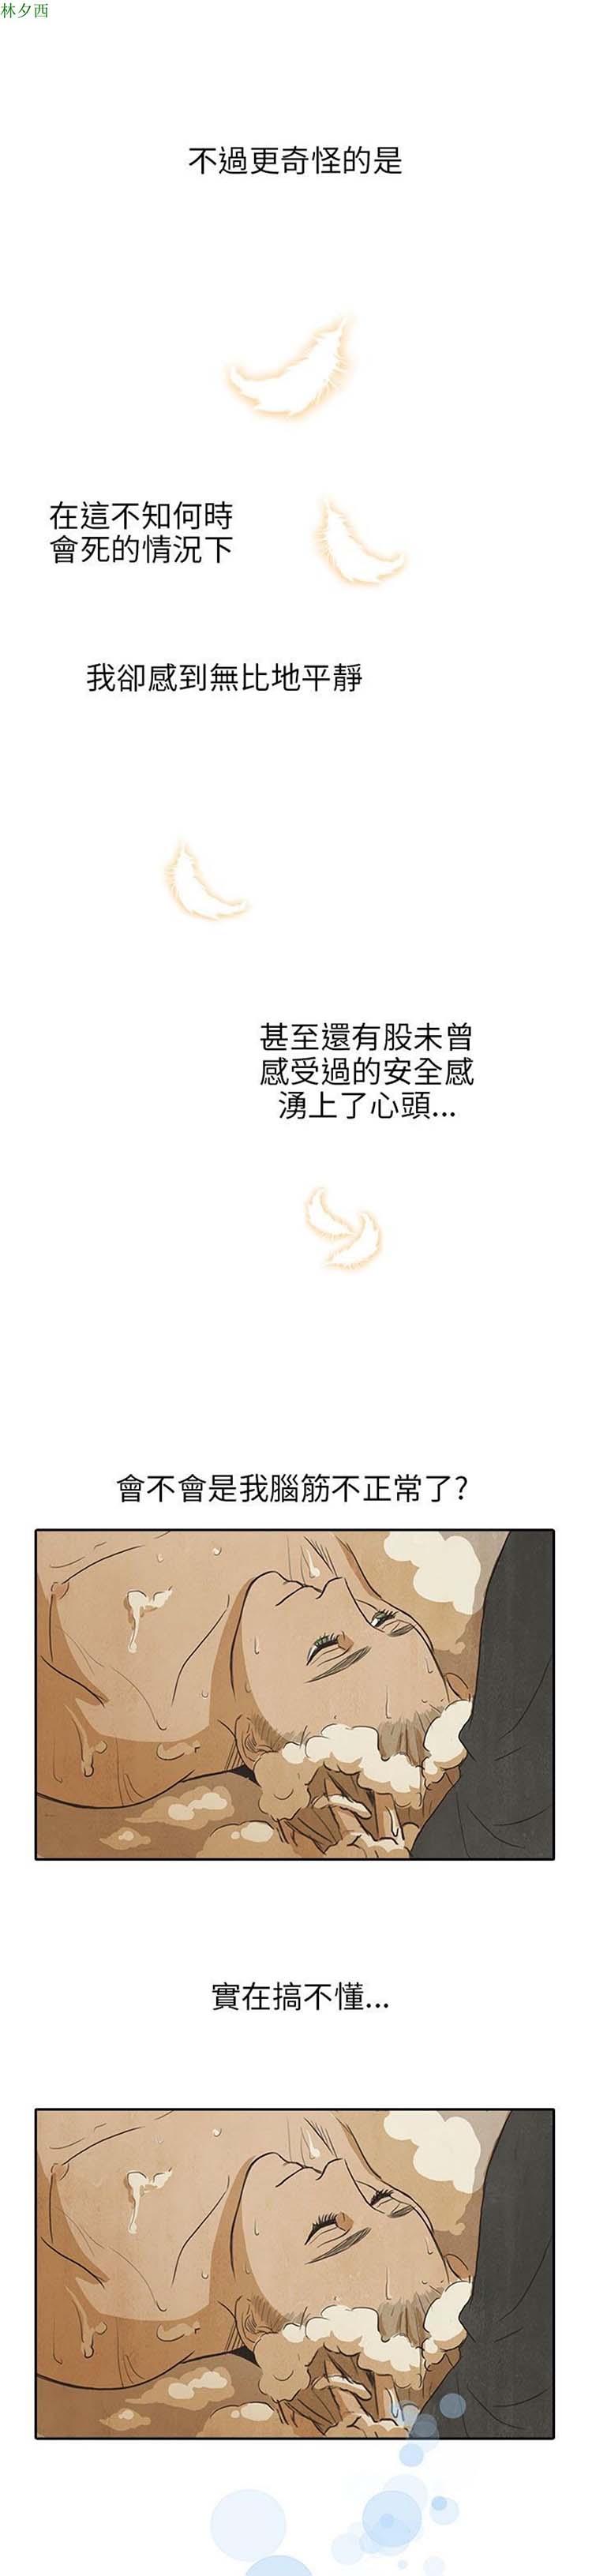 林夕西
不過更奇怪的是
在這不知何時
會死的情況下
我卻感到無比地平靜
甚至還有股未曾
感受過的安全感
湧上了心頭...
會不會是我腦筋不正常了?
實在搞不懂...